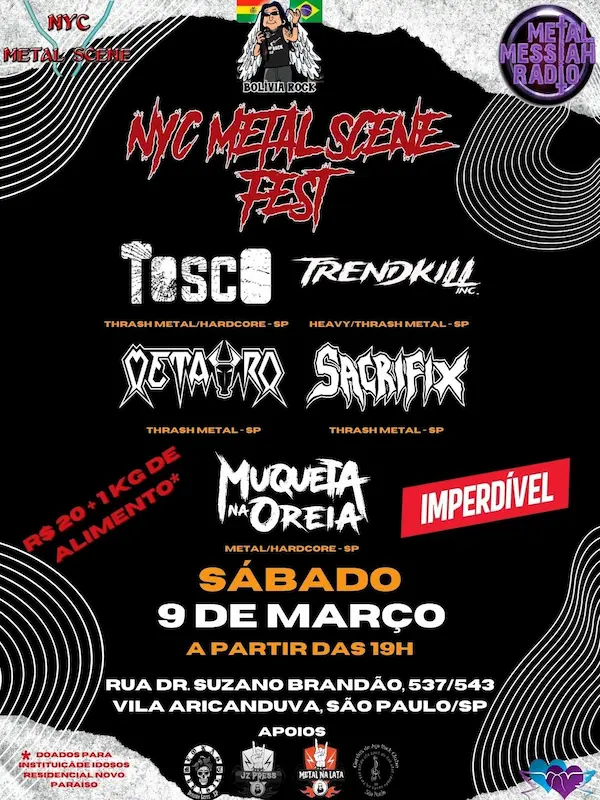 NYC
METAL SCENE
BOLÍVIA ROCK
METAL
MESSIAH
RADIO
NYC METAL SCENE
FEST
TOSCO
TRENDKILL
INC.
THRASH METAL/HARDCORE - SP
HEAVY/THRASH METAL - SP
METAURO
SACRIFIX
THRASH METAL - SP
THRASH METAL - SP
MUQUETA
NA OREIA
METAL/HARDCORE - SP
R$ 20 + 1 KG DE
ALIMENTO*
IMPERDÍVEL
SÁBADO
9 DE MARÇO
A PARTIR DAS 19H
RUA DR. SUZANO BRANDÃO, 537/543
VILA ARICANDUVA, SÃO PAULO/SP
APOIOS
* DOADOS PARA
INSTITUIÇÃDE IDOSOS
RESIDENCIAL NOVO
PARAÍSO
JZ PRESS
METAL NA LATA